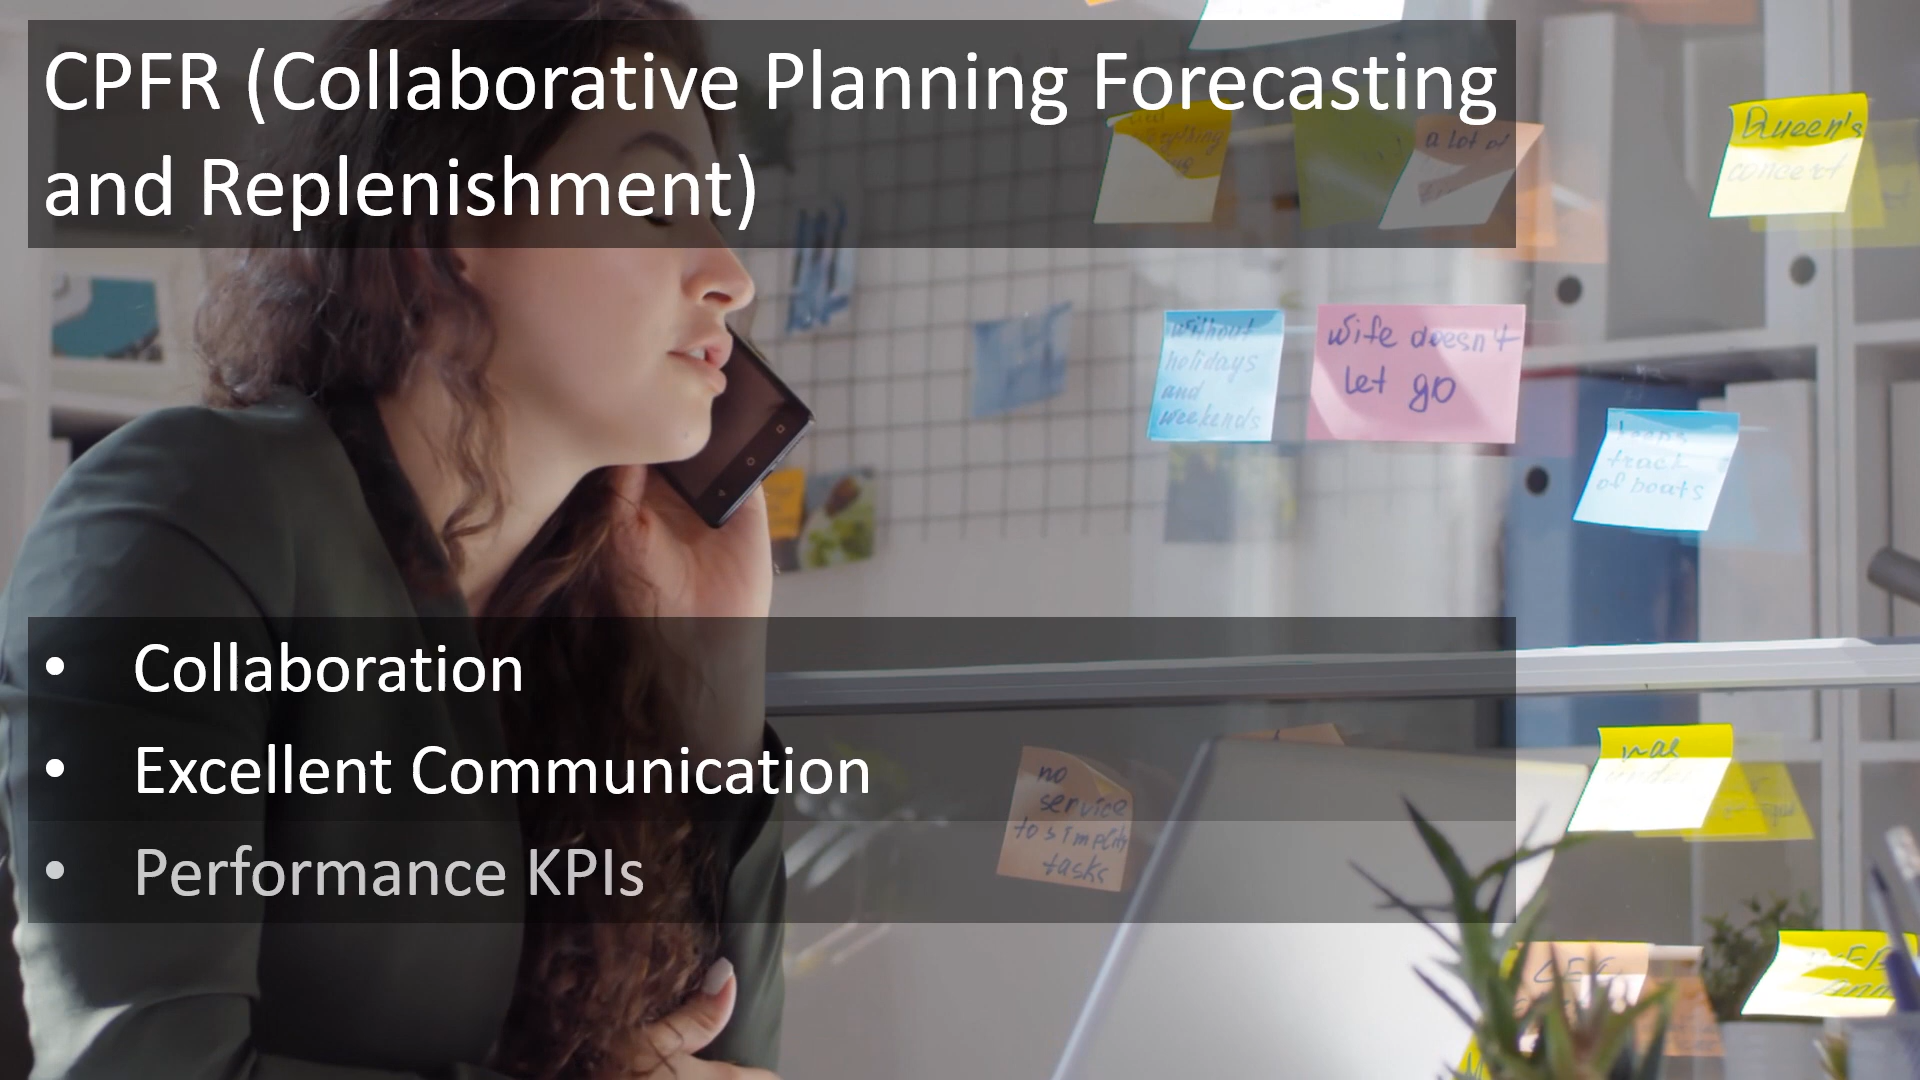 CPFR (Collaborative Planning Forecasting
and Replenishment)
a lot of
Queen's
concert
without
holidays
and
weekends
wife doesn't
let go
track
of boats
• Collaboration
• Excellent Communication
• Performance KPIs
no
service
to simplify
tasks